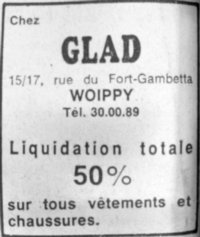 Chez
GLAD
15/17, rue du Fort-Gambetta
WOIPPY
Tél. 30.00.89
Liquidation totale
50%
sur tous vêtements et
chaussures.